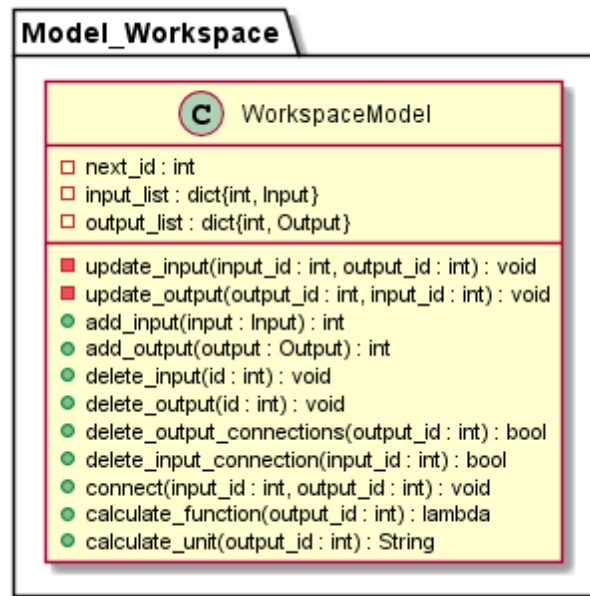 Model_Workspace
C WorkspaceModel
next_id : int
input_list : dict{int, Input}
output_list : dict{int, Output}
update_input(input_id : int, output_id : int) : void
update_output(output_id : int, input_id : int) : void
add_input(input : Input) : int
add_output(output : Output) : int
delete_input(id : int) : void
delete_output(id : int) : void
delete_output_connections(output_id : int) : bool
delete_input_connection(input_id : int) : bool
connect(input_id : int, output_id : int) : void
calculate_function(output_id : int) : lambda
calculate_unit(output_id : int) : String